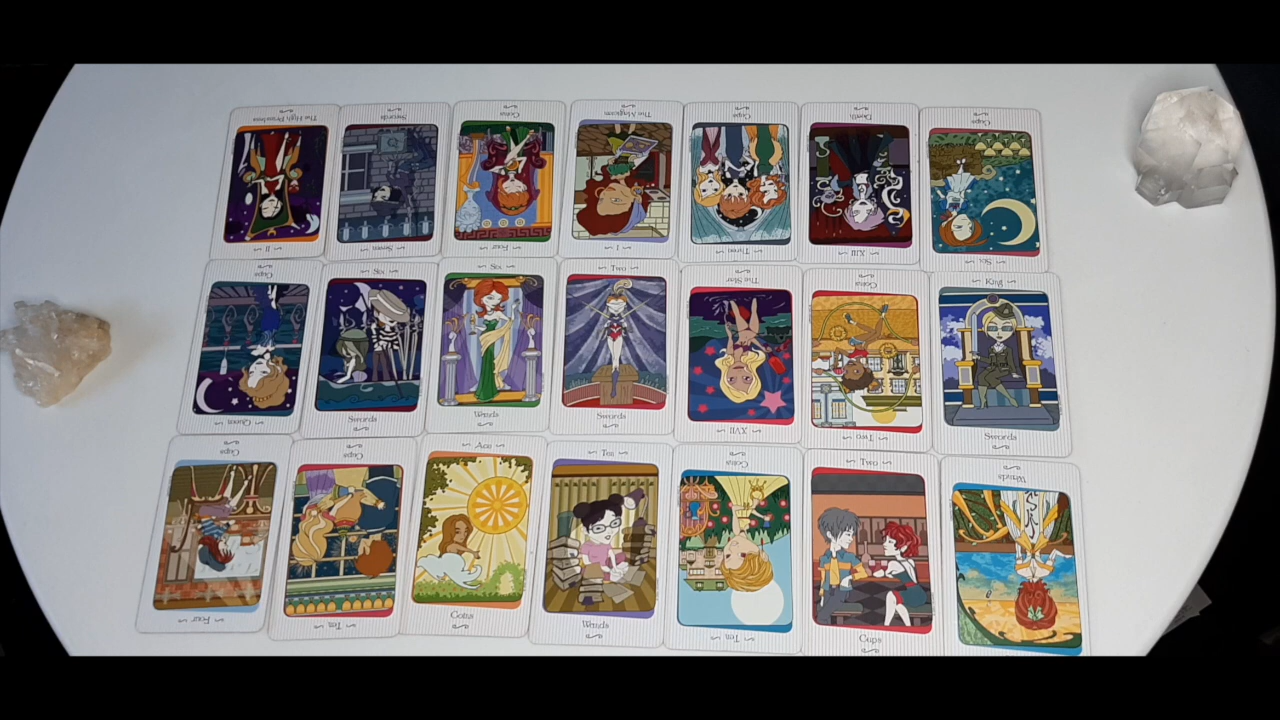 The High Priestess
II
Swords
Seven
Coins
Four
The Magician
I
Cups
Three
Death
XIII
Cups
Six
Cups
Queen
Six
Swords
Six
Wands
Two
Swords
The Star
XVII
Coins
Two
King
Swords
Cups
Four
Cups
Ten
Ace
Coins
Ten
Wands
Coins
Ten
Two
Cups
Wands